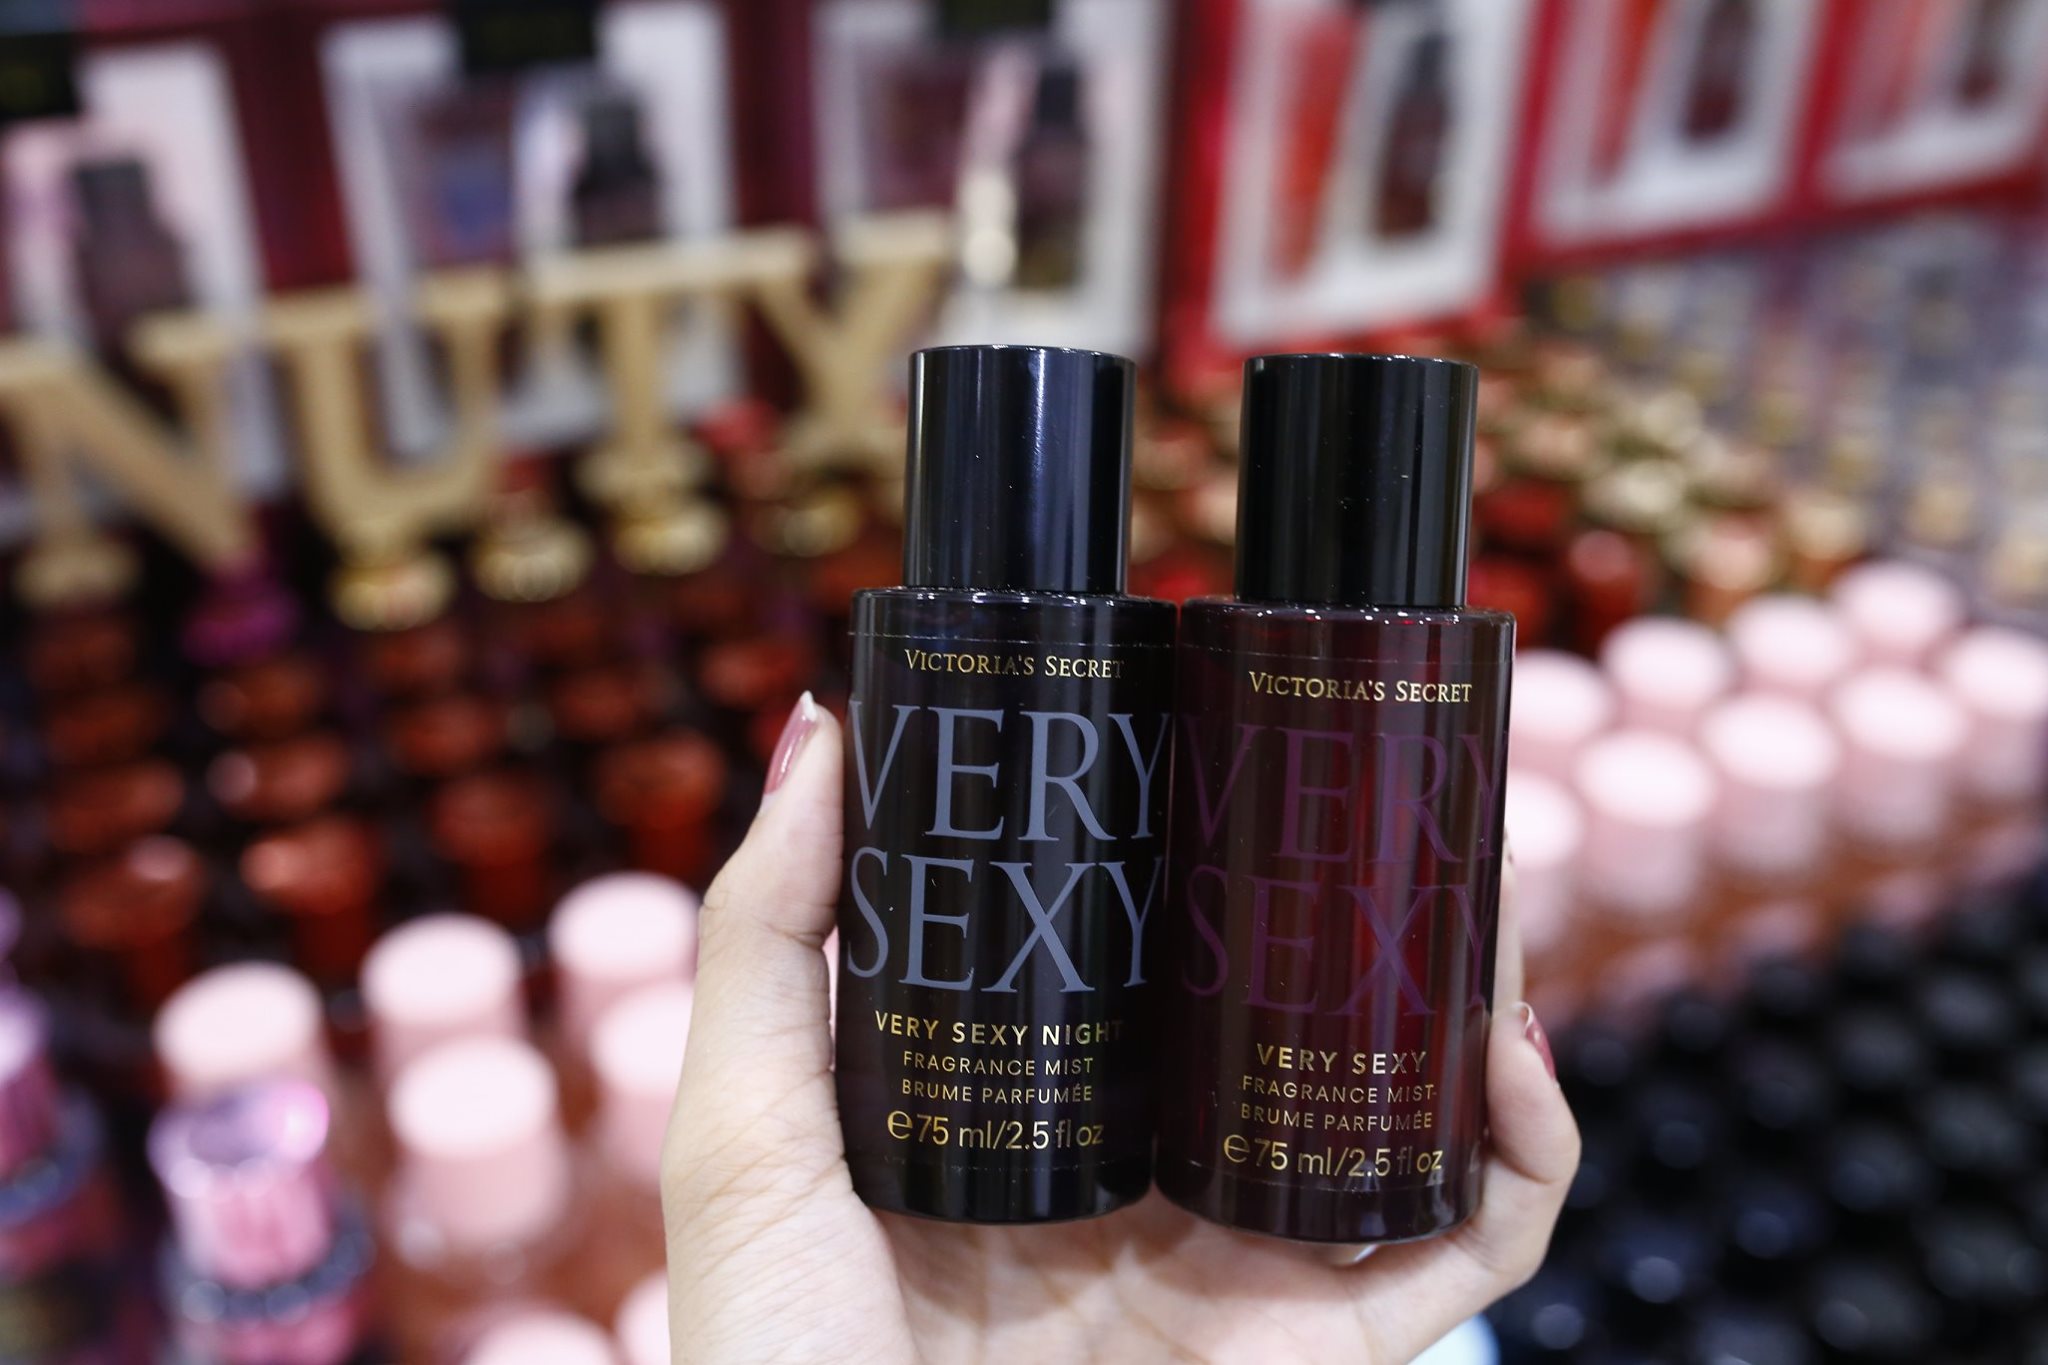 NUTY
VICTORIA'S SECRET
VERY
SEXY
VERY SEXY NIGHT
FRAGRANCE MIST
BRUME PARFUMÉE
℮75 ml/2.5 fl oz
VICTORIA'S SECRET
VERY
SEXY
VERY SEXY
FRAGRANCE MIST
BRUME PARFUMÉE
℮75 ml/2.5 fl oz